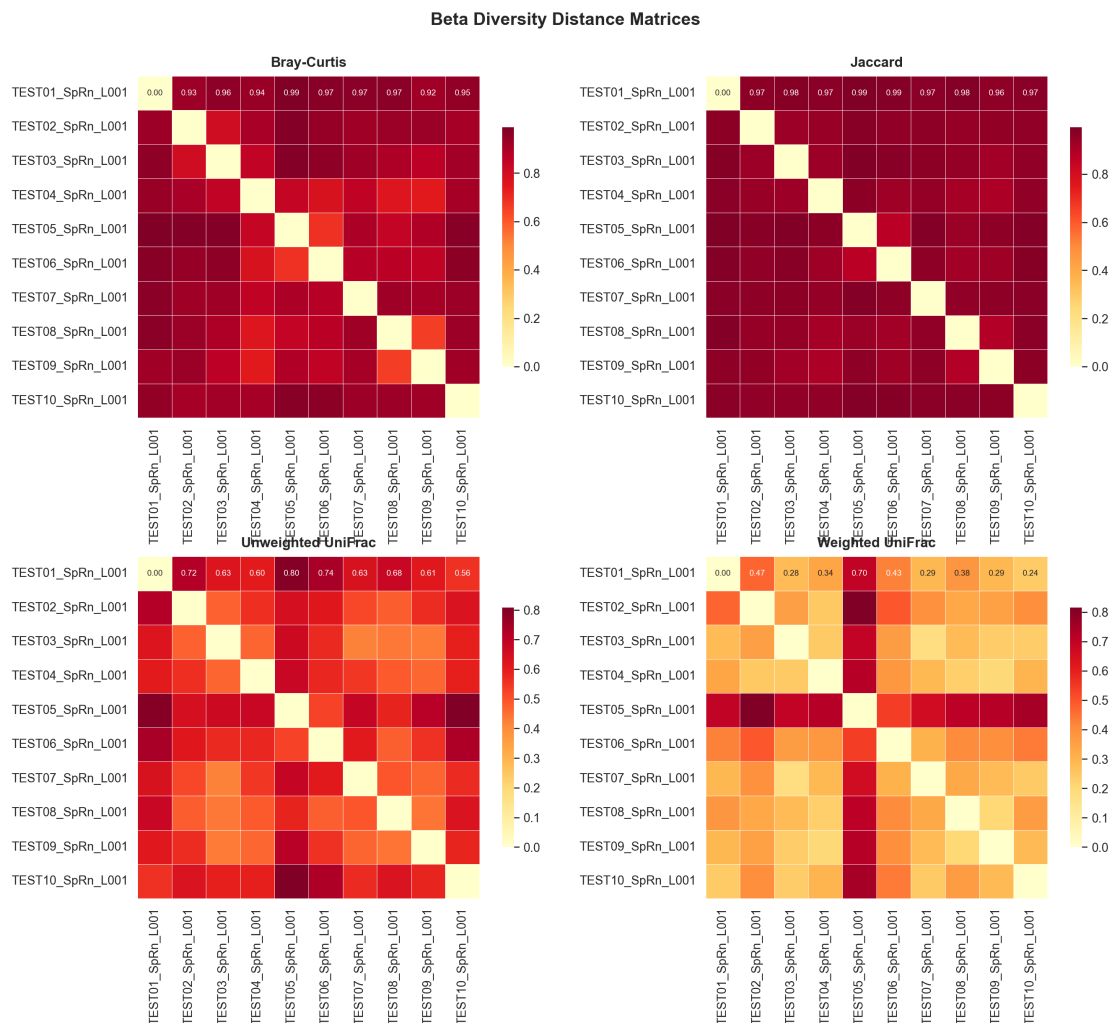 Beta Diversity Distance Matrices
Bray-Curtis
TEST01_SpRn_L001 0.00 0.93 0.96 0.94 0.99 0.97 0.97 0.97 0.92 0.95
TEST02_SpRn_L001
TEST03_SpRn_L001
TEST04_SpRn_L001
TEST05_SpRn_L001
TEST06_SpRn_L001
TEST07_SpRn_L001
TEST08_SpRn_L001
TEST09_SpRn_L001
TEST10_SpRn_L001
0.8
0.6
0.4
0.2
0.0
TEST01_SpRn_L001
TEST02_SpRn_L001
TEST03_SpRn_L001
TEST04_SpRn_L001
TEST05_SpRn_L001
TEST06_SpRn_L001
TEST07_SpRn_L001
TEST08_SpRn_L001
TEST09_SpRn_L001
TEST10_SpRn_L001
Jaccard
TEST01_SpRn_L001 0.00 0.97 0.98 0.97 0.99 0.99 0.97 0.98 0.96 0.97
TEST02_SpRn_L001
TEST03_SpRn_L001
TEST04_SpRn_L001
TEST05_SpRn_L001
TEST06_SpRn_L001
TEST07_SpRn_L001
TEST08_SpRn_L001
TEST09_SpRn_L001
TEST10_SpRn_L001
0.8
0.6
0.4
0.2
0.0
TEST01_SpRn_L001
TEST02_SpRn_L001
TEST03_SpRn_L001
TEST04_SpRn_L001
TEST05_SpRn_L001
TEST06_SpRn_L001
TEST07_SpRn_L001
TEST08_SpRn_L001
TEST09_SpRn_L001
TEST10_SpRn_L001
Unweighted UniFrac
TEST01_SpRn_L001 0.00 0.72 0.63 0.60 0.80 0.74 0.63 0.68 0.61 0.56
TEST02_SpRn_L001
TEST03_SpRn_L001
TEST04_SpRn_L001
TEST05_SpRn_L001
TEST06_SpRn_L001
TEST07_SpRn_L001
TEST08_SpRn_L001
TEST09_SpRn_L001
TEST10_SpRn_L001
0.8
0.7
0.6
0.5
0.4
0.3
0.2
0.1
0.0
TEST01_SpRn_L001
TEST02_SpRn_L001
TEST03_SpRn_L001
TEST04_SpRn_L001
TEST05_SpRn_L001
TEST06_SpRn_L001
TEST07_SpRn_L001
TEST08_SpRn_L001
TEST09_SpRn_L001
TEST10_SpRn_L001
Weighted UniFrac
TEST01_SpRn_L001 0.00 0.47 0.28 0.34 0.70 0.43 0.29 0.38 0.29 0.24
TEST02_SpRn_L001
TEST03_SpRn_L001
TEST04_SpRn_L001
TEST05_SpRn_L001
TEST06_SpRn_L001
TEST07_SpRn_L001
TEST08_SpRn_L001
TEST09_SpRn_L001
TEST10_SpRn_L001
0.8
0.7
0.6
0.5
0.4
0.3
0.2
0.1
0.0
TEST01_SpRn_L001
TEST02_SpRn_L001
TEST03_SpRn_L001
TEST04_SpRn_L001
TEST05_SpRn_L001
TEST06_SpRn_L001
TEST07_SpRn_L001
TEST08_SpRn_L001
TEST09_SpRn_L001
TEST10_SpRn_L001